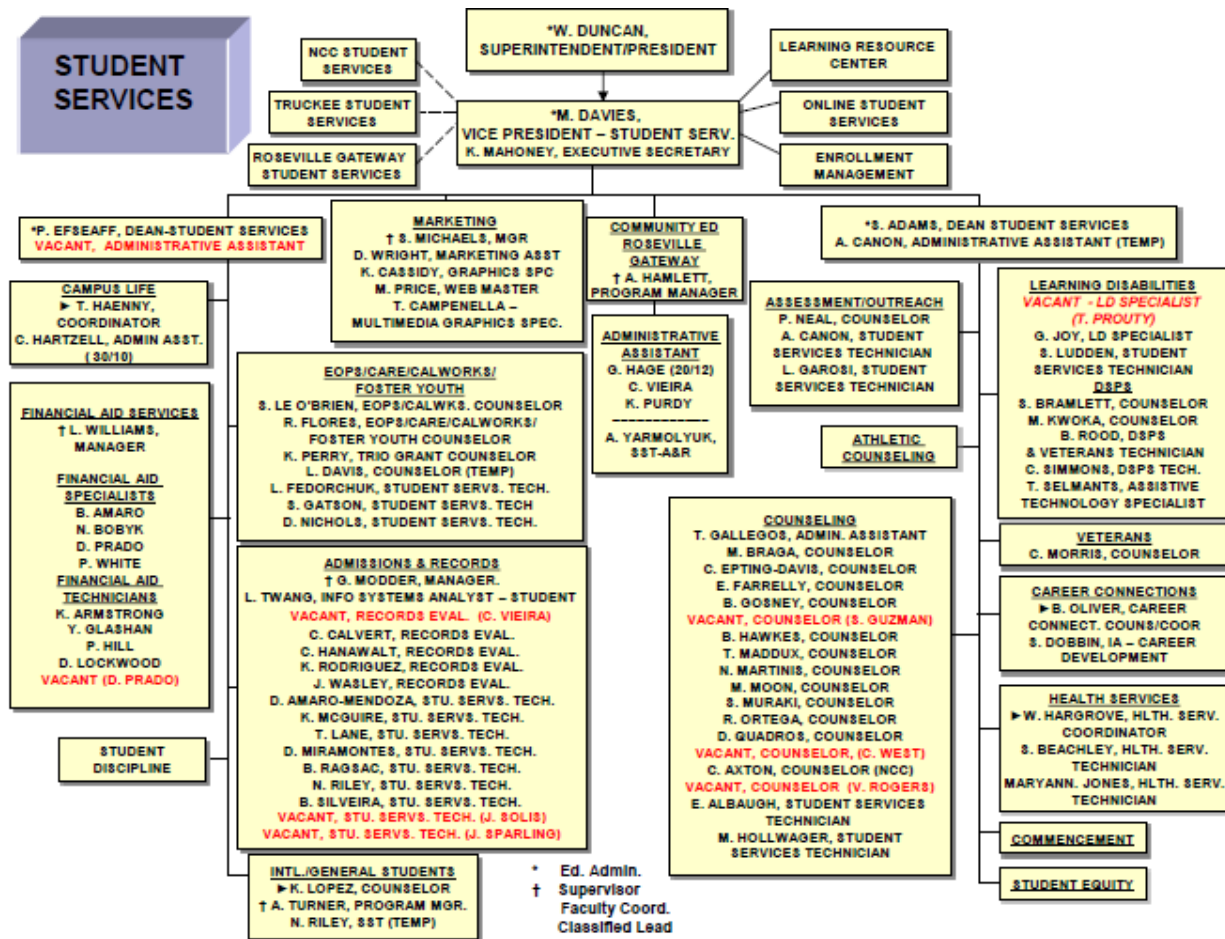 STUDENT
SERVICES
*W. DUNCAN,
SUPERINTENDENT/PRESIDENT
NCC STUDENT
SERVICES
TRUCKEE STUDENT
SERVICES
ROSEVILLE GATEWAY
STUDENT SERVICES
*M. DAVIES,
VICE PRESIDENT – STUDENT SERV.
K. MAHONEY, EXECUTIVE SECRETARY
LEARNING RESOURCE
CENTER
ONLINE STUDENT
SERVICES
ENROLLMENT
MANAGEMENT
*P. EFSEAFF, DEAN-STUDENT SERVICES
VACANT, ADMINISTRATIVE ASSISTANT
CAMPUS LIFE
► T. HAENNY,
COORDINATOR
C. HARTZELL, ADMIN ASST.
( 30/10)
FINANCIAL AID SERVICES
† L. WILLIAMS,
MANAGER
FINANCIAL AID
SPECIALISTS
B. AMARO
N. BOBYK
D. PRADO
P. WHITE
FINANCIAL AID
TECHNICIANS
K. ARMSTRONG
Y. GLASHAN
P. HILL
D. LOCKWOOD
VACANT (D. PRADO)
STUDENT
DISCIPLINE
MARKETING
† S. MICHAELS, MGR
D. WRIGHT, MARKETING ASST
K. CASSIDY, GRAPHICS SPC
M. PRICE, WEB MASTER
T. CAMPENELLA –
MULTIMEDIA GRAPHICS SPEC.
EOPS/CARE/CALWORKS/
FOSTER YOUTH
S. LE O'BRIEN, EOPS/CALWKS. COUNSELOR
R. FLORES, EOPS/CARE/CALWORKS/
FOSTER YOUTH COUNSELOR
K. PERRY, TRIO GRANT COUNSELOR
L. DAVIS, COUNSELOR (TEMP)
L. FEDORCHUK, STUDENT SERVS. TECH.
S. GATSON, STUDENT SERVS. TECH
D. NICHOLS, STUDENT SERVS. TECH.
ADMISSIONS & RECORDS
† G. MODDER, MANAGER.
L. TWANG, INFO SYSTEMS ANALYST – STUDENT
VACANT, RECORDS EVAL. (C. VIEIRA)
C. CALVERT, RECORDS EVAL.
C. HANAWALT, RECORDS EVAL.
K. RODRIGUEZ, RECORDS EVAL.
J. WASLEY, RECORDS EVAL.
D. AMARO-MENDOZA, STU. SERVS. TECH.
K. MCGUIRE, STU. SERVS. TECH.
T. LANE, STU. SERVS. TECH.
D. MIRAMONTES, STU. SERVS. TECH.
B. RAGSAC, STU. SERVS. TECH.
N. RILEY, STU. SERVS. TECH.
B. SILVEIRA, STU. SERVS. TECH.
VACANT, STU. SERVS. TECH. (J. SOLIS)
VACANT, STU. SERVS. TECH. (J. SPARLING)
INTL./GENERAL STUDENTS
►K. LOPEZ, COUNSELOR
† A. TURNER, PROGRAM MGR.
N. RILEY, SST (TEMP)
COMMUNITY ED
ROSEVILLE
GATEWAY
† A. HAMLETT,
PROGRAM MANAGER
ADMINISTRATIVE
ASSISTANT
G. HAGE (20/12)
C. VIEIRA
K. PURDY
––––––––––––
A. YARMOLYUK,
SST-A&R
*S. ADAMS, DEAN STUDENT SERVICES
A. CANON, ADMINISTRATIVE ASSISTANT (TEMP)
ASSESSMENT/OUTREACH
P. NEAL, COUNSELOR
A. CANON, STUDENT
SERVICES TECHNICIAN
L. GAROSI, STUDENT
SERVICES TECHNICIAN
ATHLETIC
COUNSELING
COUNSELING
T. GALLEGOS, ADMIN. ASSISTANT
M. BRAGA, COUNSELOR
C. EPTING-DAVIS, COUNSELOR
E. FARRELLY, COUNSELOR
B. GOSNEY, COUNSELOR
VACANT, COUNSELOR (S. GUZMAN)
B. HAWKES, COUNSELOR
T. MADDUX, COUNSELOR
N. MARTINIS, COUNSELOR
M. MOON, COUNSELOR
S. MURAKI, COUNSELOR
R. ORTEGA, COUNSELOR
D. QUADROS, COUNSELOR
VACANT, COUNSELOR, (C. WEST)
C. AXTON, COUNSELOR (NCC)
VACANT, COUNSELOR (V. ROGERS)
E. ALBAUGH, STUDENT SERVICES
TECHNICIAN
M. HOLLWAGER, STUDENT
SERVICES TECHNICIAN
LEARNING DISABILITIES
VACANT - LD SPECIALIST
(T. PROUTY)
G. JOY, LD SPECIALIST
S. LUDDEN, STUDENT
SERVICES TECHNICIAN
DSPS
S. BRAMLETT, COUNSELOR
M. KWOKA, COUNSELOR
B. ROOD, DSPS
& VETERANS TECHNICIAN
C. SIMMONS, DSPS TECH.
T. SELMANTS, ASSISTIVE
TECHNOLOGY SPECIALIST
VETERANS
C. MORRIS, COUNSELOR
CAREER CONNECTIONS
►B. OLIVER, CAREER
CONNECT. COUNS/COOR
S. DOBBIN, IA – CAREER
DEVELOPMENT
HEALTH SERVICES
►W. HARGROVE, HLTH. SERV.
COORDINATOR
S. BEACHLEY, HLTH. SERV.
TECHNICIAN
MARYANN. JONES, HLTH. SERV.
TECHNICIAN
COMMENCEMENT
STUDENT EQUITY
* Ed. Admin.
† Supervisor
Faculty Coord.
Classified Lead